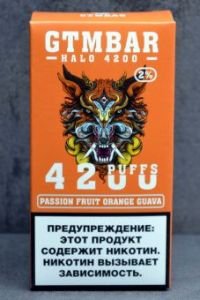 GTMBAR
GTMBAR
HALO 4200
2%
4200
PUFFS
PASSION FRUIT ORANGE GUAVA
ПРЕДУПРЕЖДЕНИЕ:
ЭТОТ ПРОДУКТ
СОДЕРЖИТ НИКОТИН.
НИКОТИН ВЫЗЫВАЕТ
ЗАВИСИМОСТЬ.